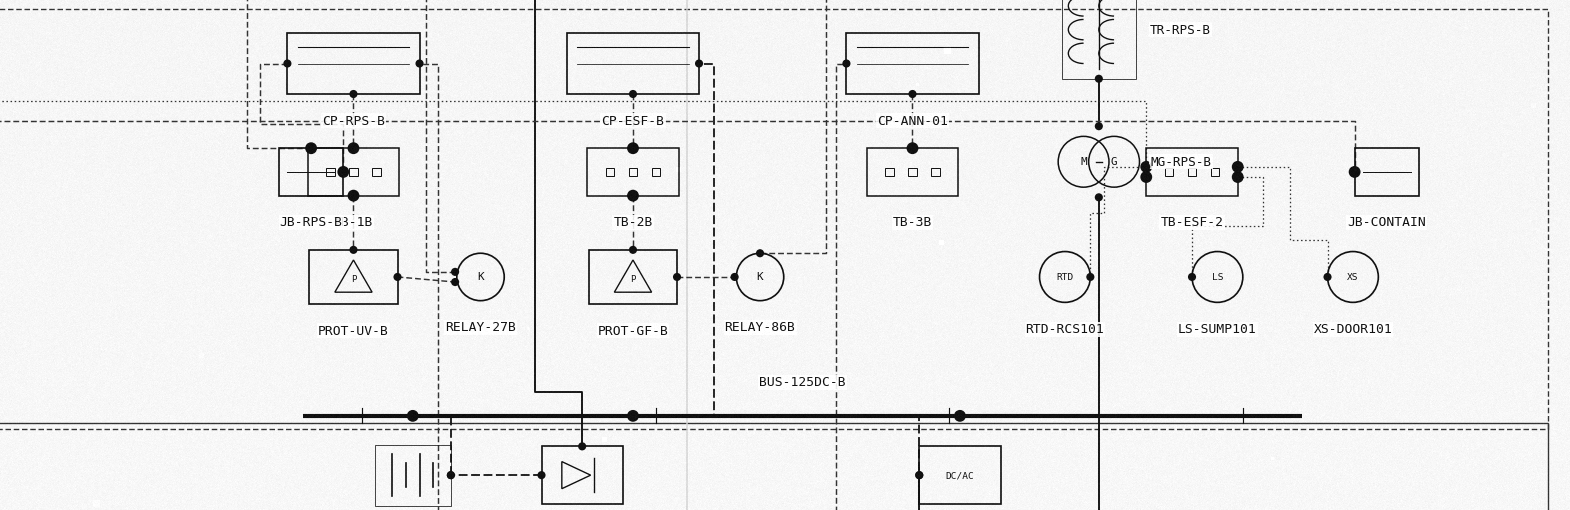 TR-RPS-B
CP-RPS-B
CP-ESF-B
CP-ANN-01
M
G
MG-RPS-B
JB-RPS-B
3-1B
TB-2B
TB-3B
TB-ESF-2
JB-CONTAIN
P
K
P
K
RTD
LS
XS
PROT-UV-B
RELAY-27B
PROT-GF-B
RELAY-86B
RTD-RCS101
LS-SUMP101
XS-DOOR101
BUS-125DC-B
DC/AC